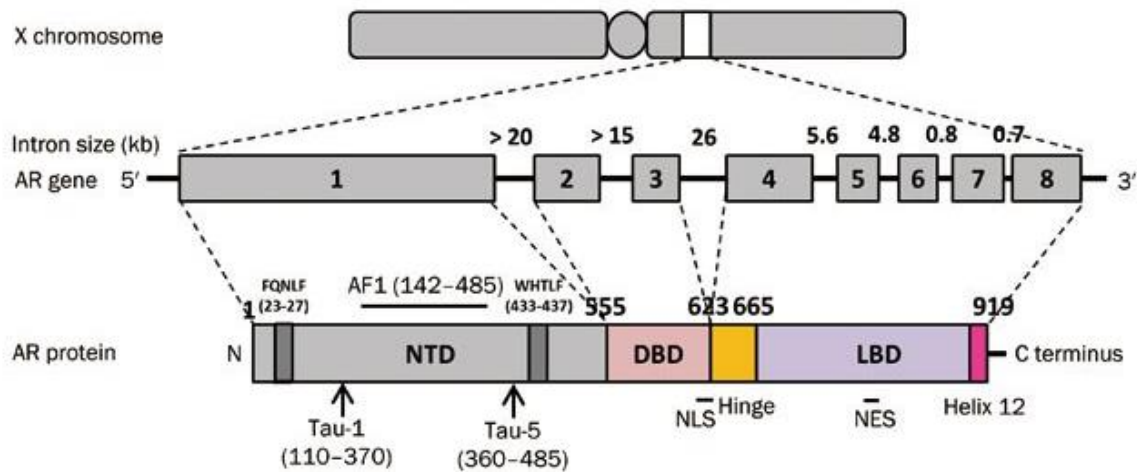 X chromosome
Intron size (kb)
> 20
> 15
26
5.6
4.8
0.8
0.7
AR gene
5′
1
2
3
4
5
6
7
8
3′
FQNLF
(23-27)
AF1 (142–485)
WHTLF
(433-437)
1
555
623
665
919
AR protein
N
NTD
DBD
LBD
C terminus
NLS
Hinge
NES
Helix 12
Tau-1
(110–370)
Tau-5
(360–485)